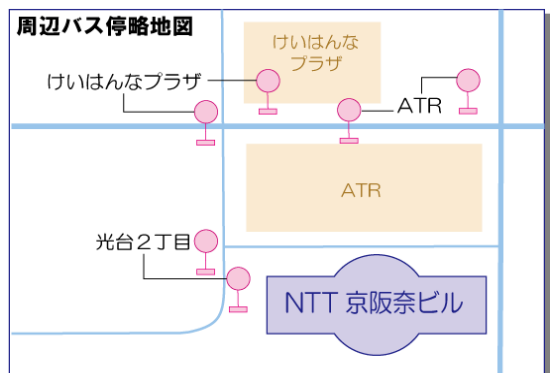 周辺バス停略地図
けいはんな
プラザ
けいはんなプラザ
ATR
ATR
光台2丁目
NTT 京阪奈ビル